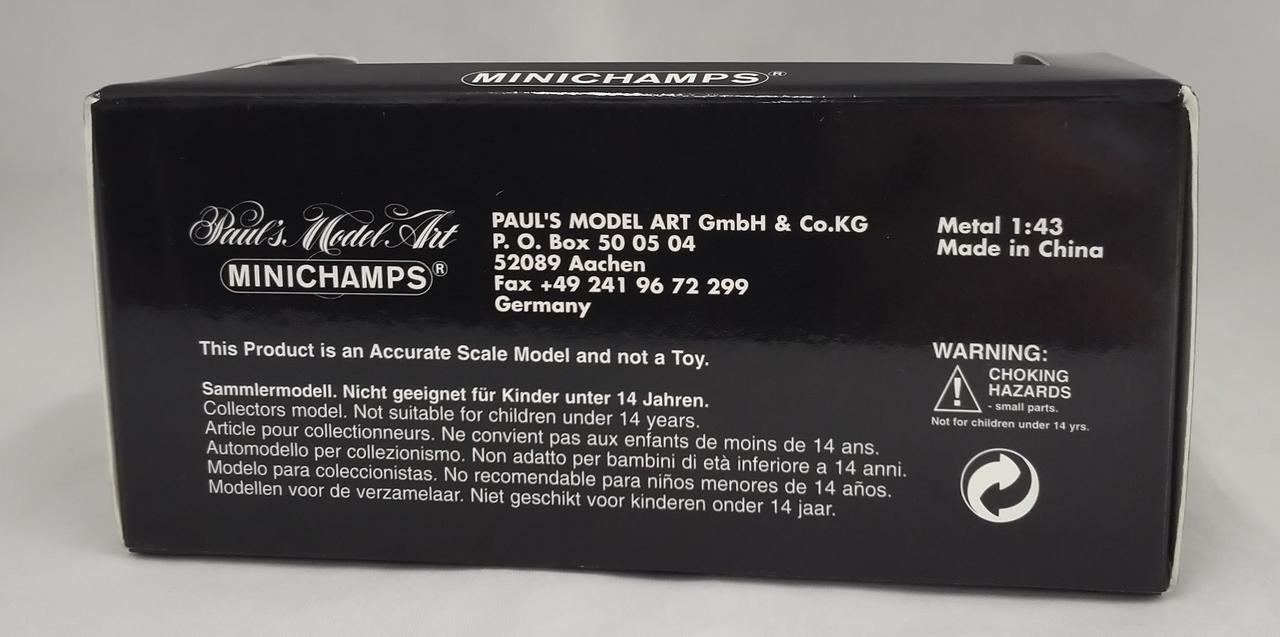 MINICHAMPS®
Paul's Model Art
MINICHAMPS®
PAUL'S MODEL ART GmbH & Co.KG
P. O. Box 50 05 04
52089 Aachen
Fax +49 241 96 72 299
Germany
Metal 1:43
Made in China
This Product is an Accurate Scale Model and not a Toy.
Sammlermodell. Nicht geeignet für Kinder unter 14 Jahren.
Collectors model. Not suitable for children under 14 years.
Article pour collectionneurs. Ne convient pas aux enfants de moins de 14 ans.
Automodello per collezionismo. Non adatto per bambini di età inferiore a 14 anni.
Modelo para coleccionistas. No recomendable para niños menores de 14 años.
Modellen voor de verzamelaar. Niet geschikt voor kinderen onder 14 jaar.
WARNING:
CHOKING
HAZARDS
- small parts.
Not for children under 14 yrs.